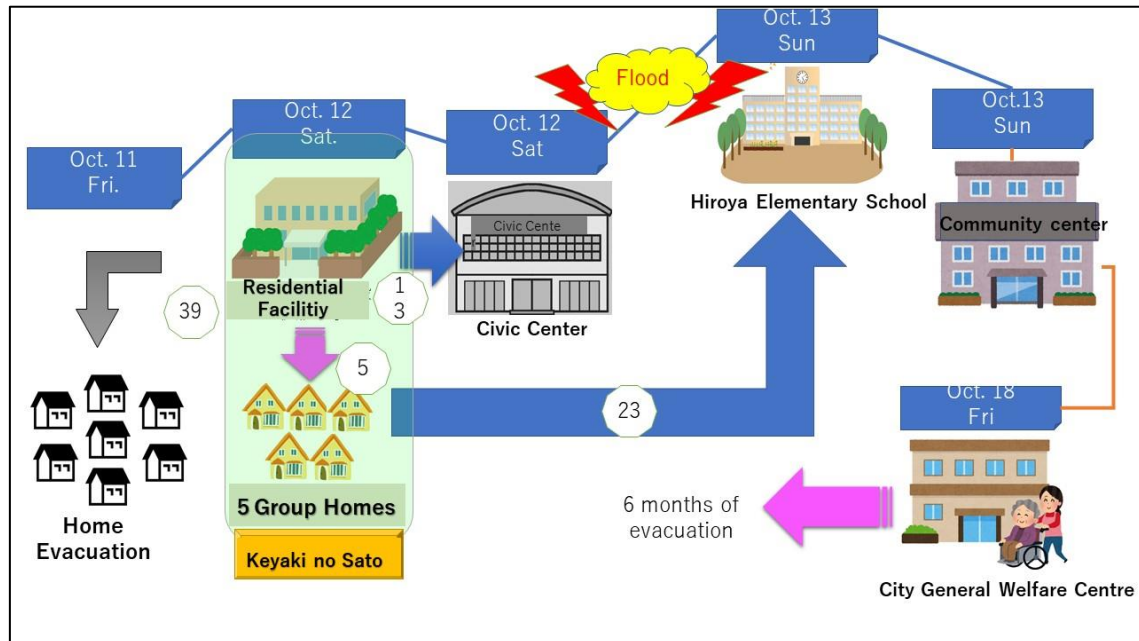 Oct. 11
Fri.
Oct. 12
Sat.
Oct. 12
Sat
Flood
Oct. 13
Sun
Oct.13
Sun
Hiroya Elementary School
Community center
Civic Cente
Civic Center
Residential
Facilitiy
1
3
39
5
23
5 Group Homes
Keyaki no Sato
Home
Evacuation
Oct. 18
Fri
6 months of
evacuation
City General Welfare Centre